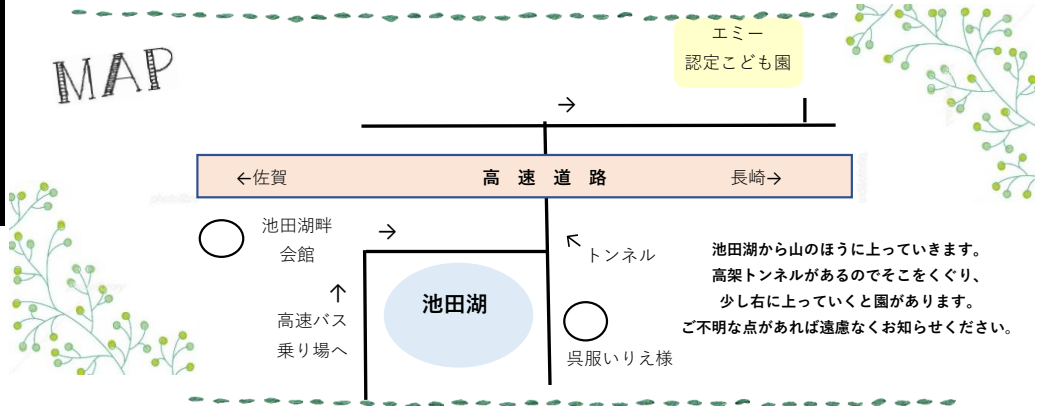 MAP
エミー
認定こども園
→
←佐賀
高速道路
長崎→
池田湖畔
会館
→
↖
トンネル
↑
高速バス
乗り場へ
池田湖
呉服いりえ様
池田湖から山のほうに上っていきます。
高架トンネルがあるのでそこをくぐり、
少し右に上っていくと園があります。
ご不明な点があれば遠慮なくお知らせください。